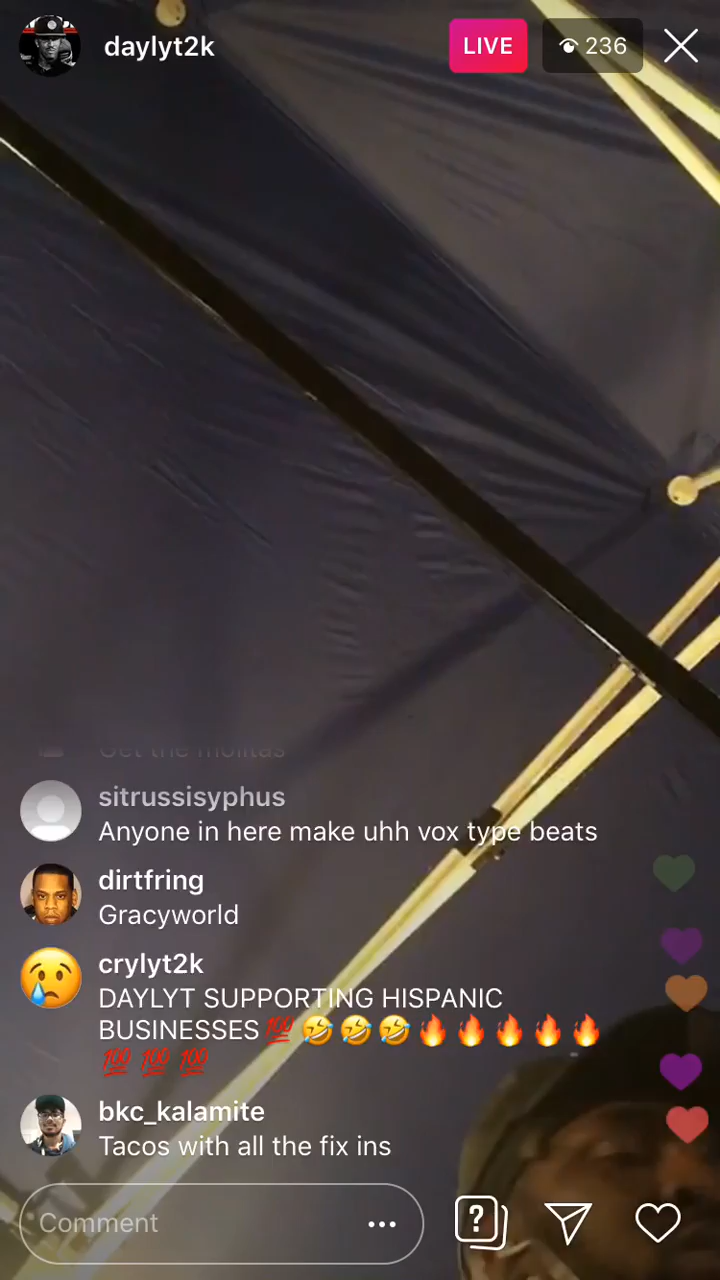 daylyt2k
LIVE
236
Get the
sitrussisyphus
Anyone in here make uhh vox type beats
dirtfring
Gracyworld
crylyt2k
DAYLYT SUPPORTING HISPANIC
BUSINESSES💯🤣🤣🤣🔥🔥🔥🔥🔥
💯💯💯
bkc_kalamite
Tacos with all the fix ins
Comment